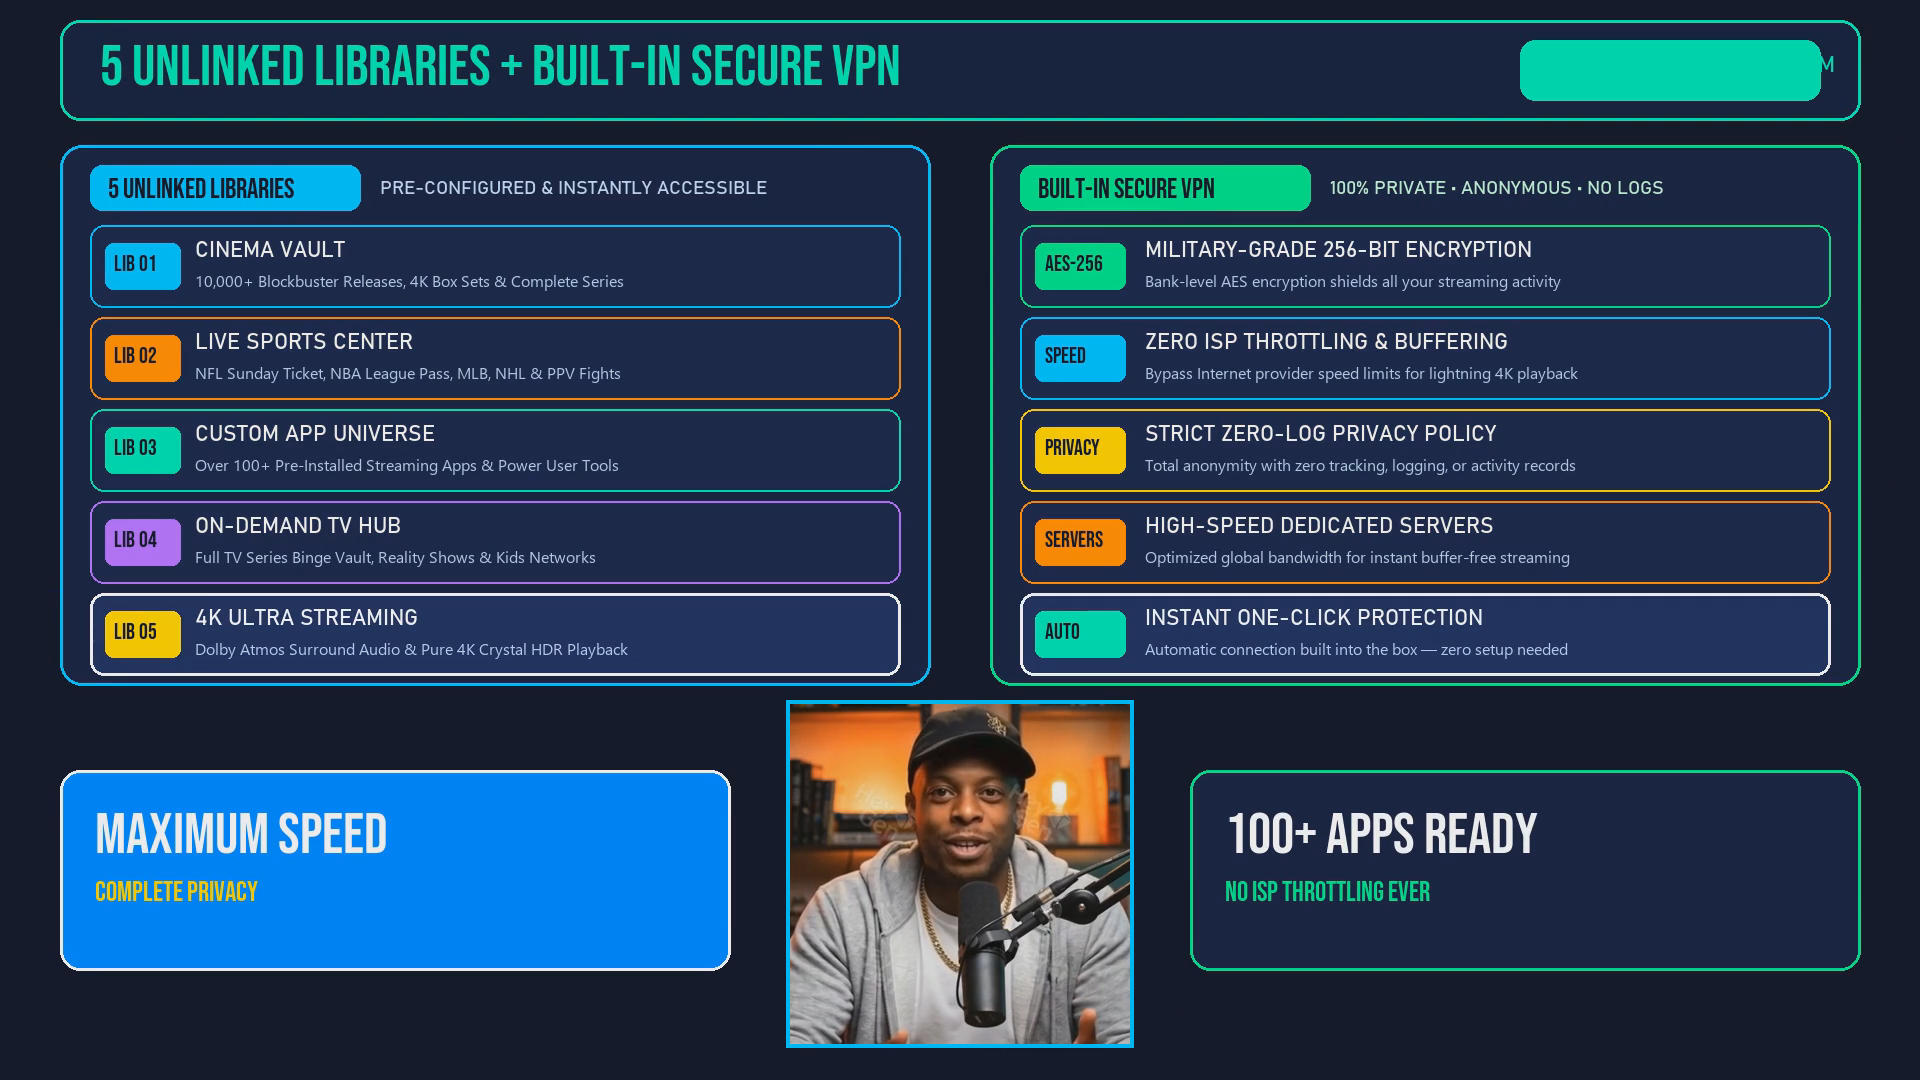 5 UNLINKED LIBRARIES + BUILT-IN SECURE VPN
M
5 UNLINKED LIBRARIES
PRE-CONFIGURED & INSTANTLY ACCESSIBLE
LIB 01
CINEMA VAULT
10,000+ Blockbuster Releases, 4K Box Sets & Complete Series
LIB 02
LIVE SPORTS CENTER
NFL Sunday Ticket, NBA League Pass, MLB, NHL & PPV Fights
LIB 03
CUSTOM APP UNIVERSE
Over 100+ Pre-Installed Streaming Apps & Power User Tools
LIB 04
ON-DEMAND TV HUB
Full TV Series Binge Vault, Reality Shows & Kids Networks
LIB 05
4K ULTRA STREAMING
Dolby Atmos Surround Audio & Pure 4K Crystal HDR Playback
BUILT-IN SECURE VPN
100% PRIVATE • ANONYMOUS • NO LOGS
AES-256
MILITARY-GRADE 256-BIT ENCRYPTION
Bank-level AES encryption shields all your streaming activity
SPEED
ZERO ISP THROTTLING & BUFFERING
Bypass Internet provider speed limits for lightning 4K playback
PRIVACY
STRICT ZERO-LOG PRIVACY POLICY
Total anonymity with zero tracking, logging, or activity records
SERVERS
HIGH-SPEED DEDICATED SERVERS
Optimized global bandwidth for instant buffer-free streaming
AUTO
INSTANT ONE-CLICK PROTECTION
Automatic connection built into the box — zero setup needed
MAXIMUM SPEED
COMPLETE PRIVACY
100+ APPS READY
NO ISP THROTTLING EVER